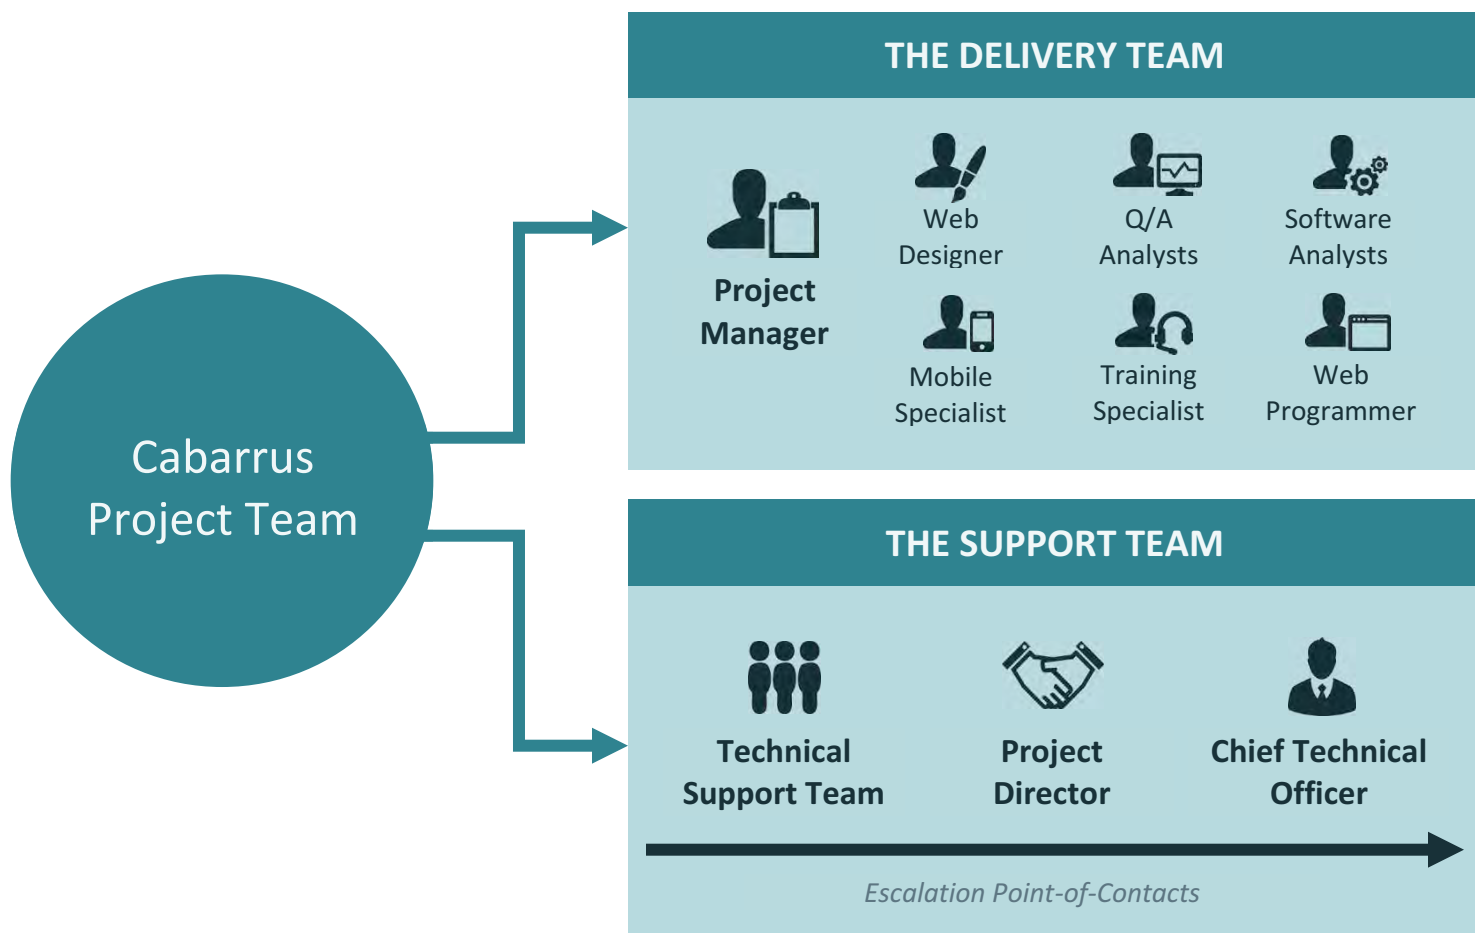 Cabarrus
Project Team
THE DELIVERY TEAM
Project
Manager
Web
Designer
Q/A
Analysts
Software
Analysts
Mobile
Specialist
Training
Specialist
Web
Programmer
THE SUPPORT TEAM
Technical
Support Team
Project
Director
Chief Technical
Officer
Escalation Point-of-Contacts